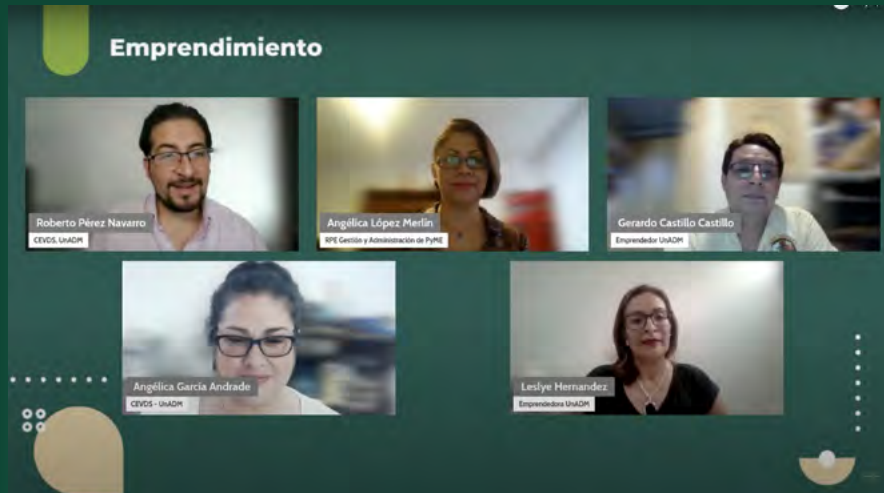 Emprendimiento
Roberto Pérez Navarro
CEVDS, UnADM
Angélica López Merlín
RPE Gestión y Administración de PyME
Gerardo Castillo Castillo
Emprendedor UnADM
Angélica García Andrade
CEVDS - UnADM
Leslye Hernandez
Emprendedora UnADM